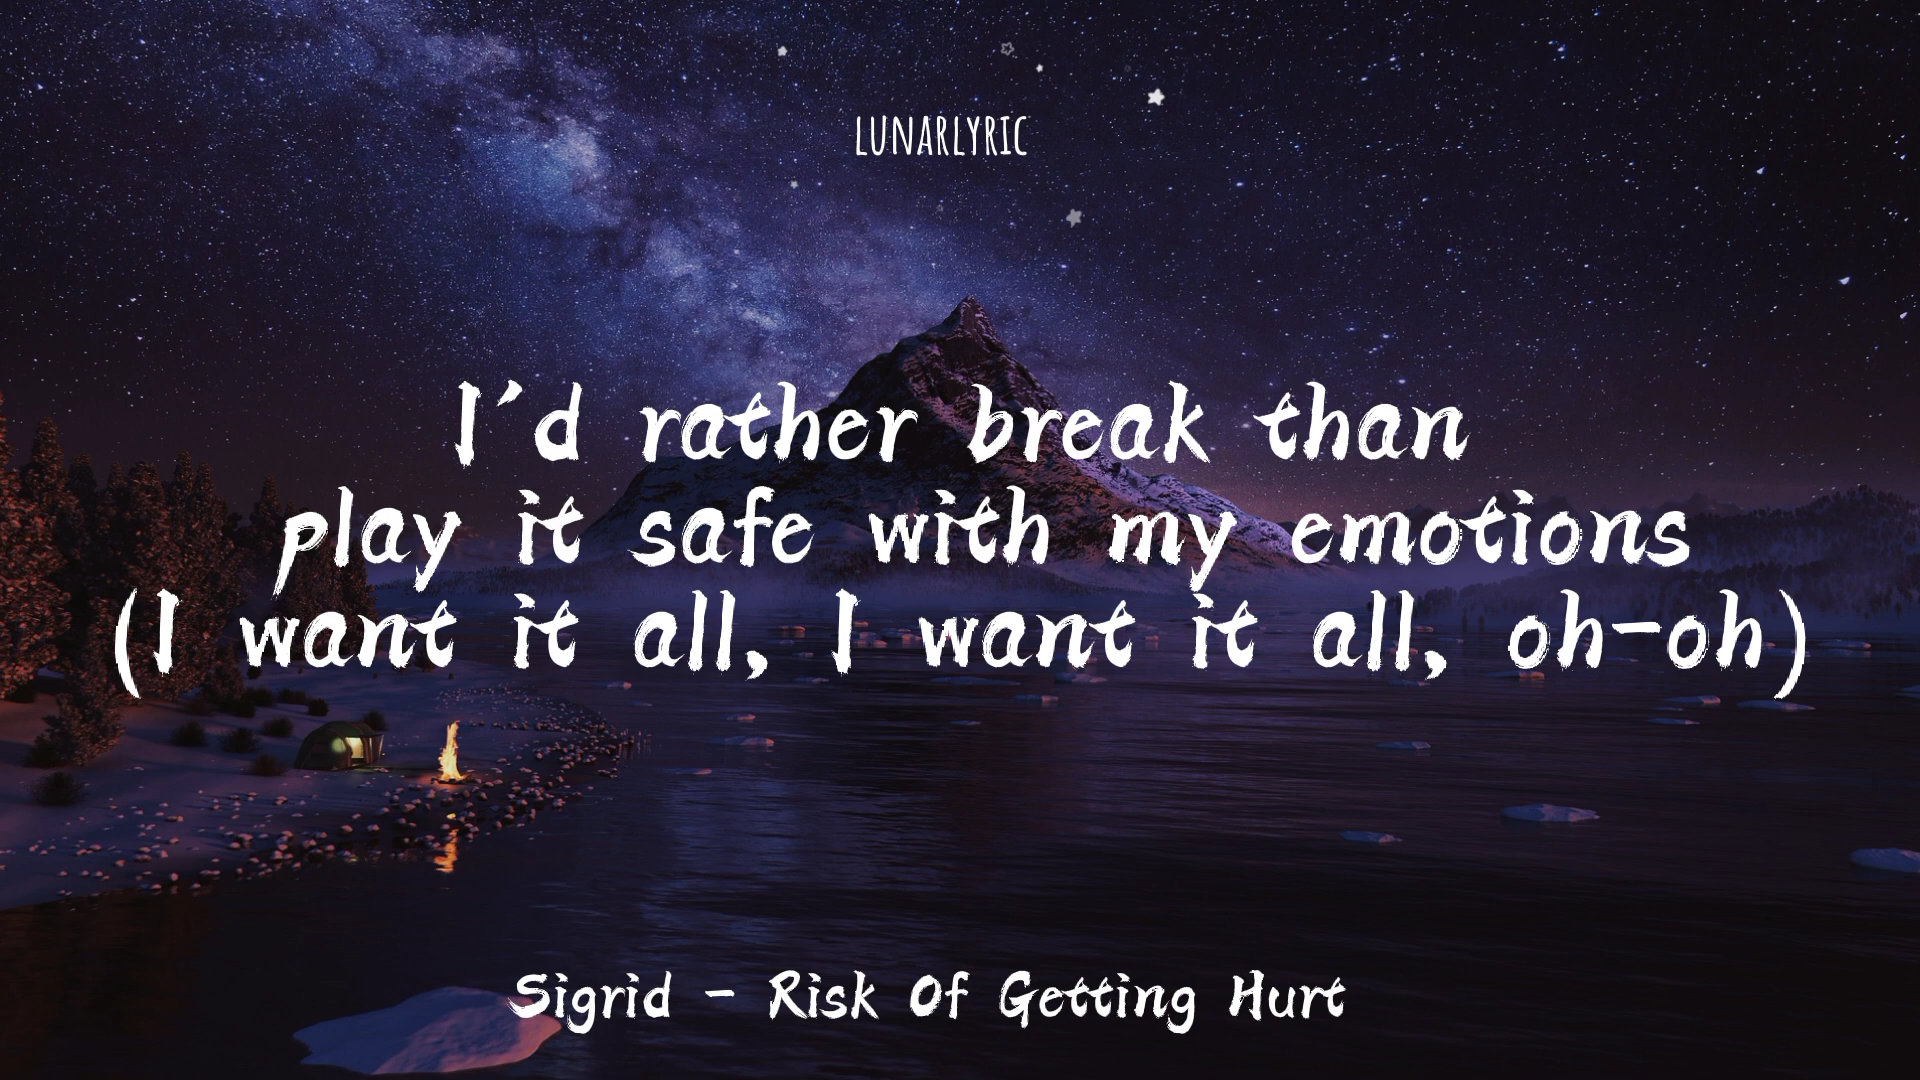 LUNARLYRIC
I'd rather break than
play it safe with my emotions
(I want it all, I want it all, oh-oh)
Sigrid - Risk Of Getting Hurt